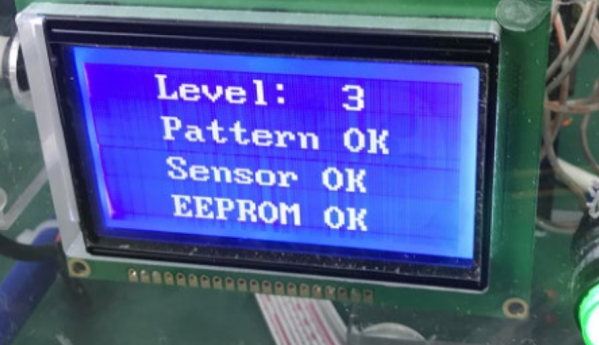 Level: 3
Pattern OK
Sensor OK
EEPROM OK